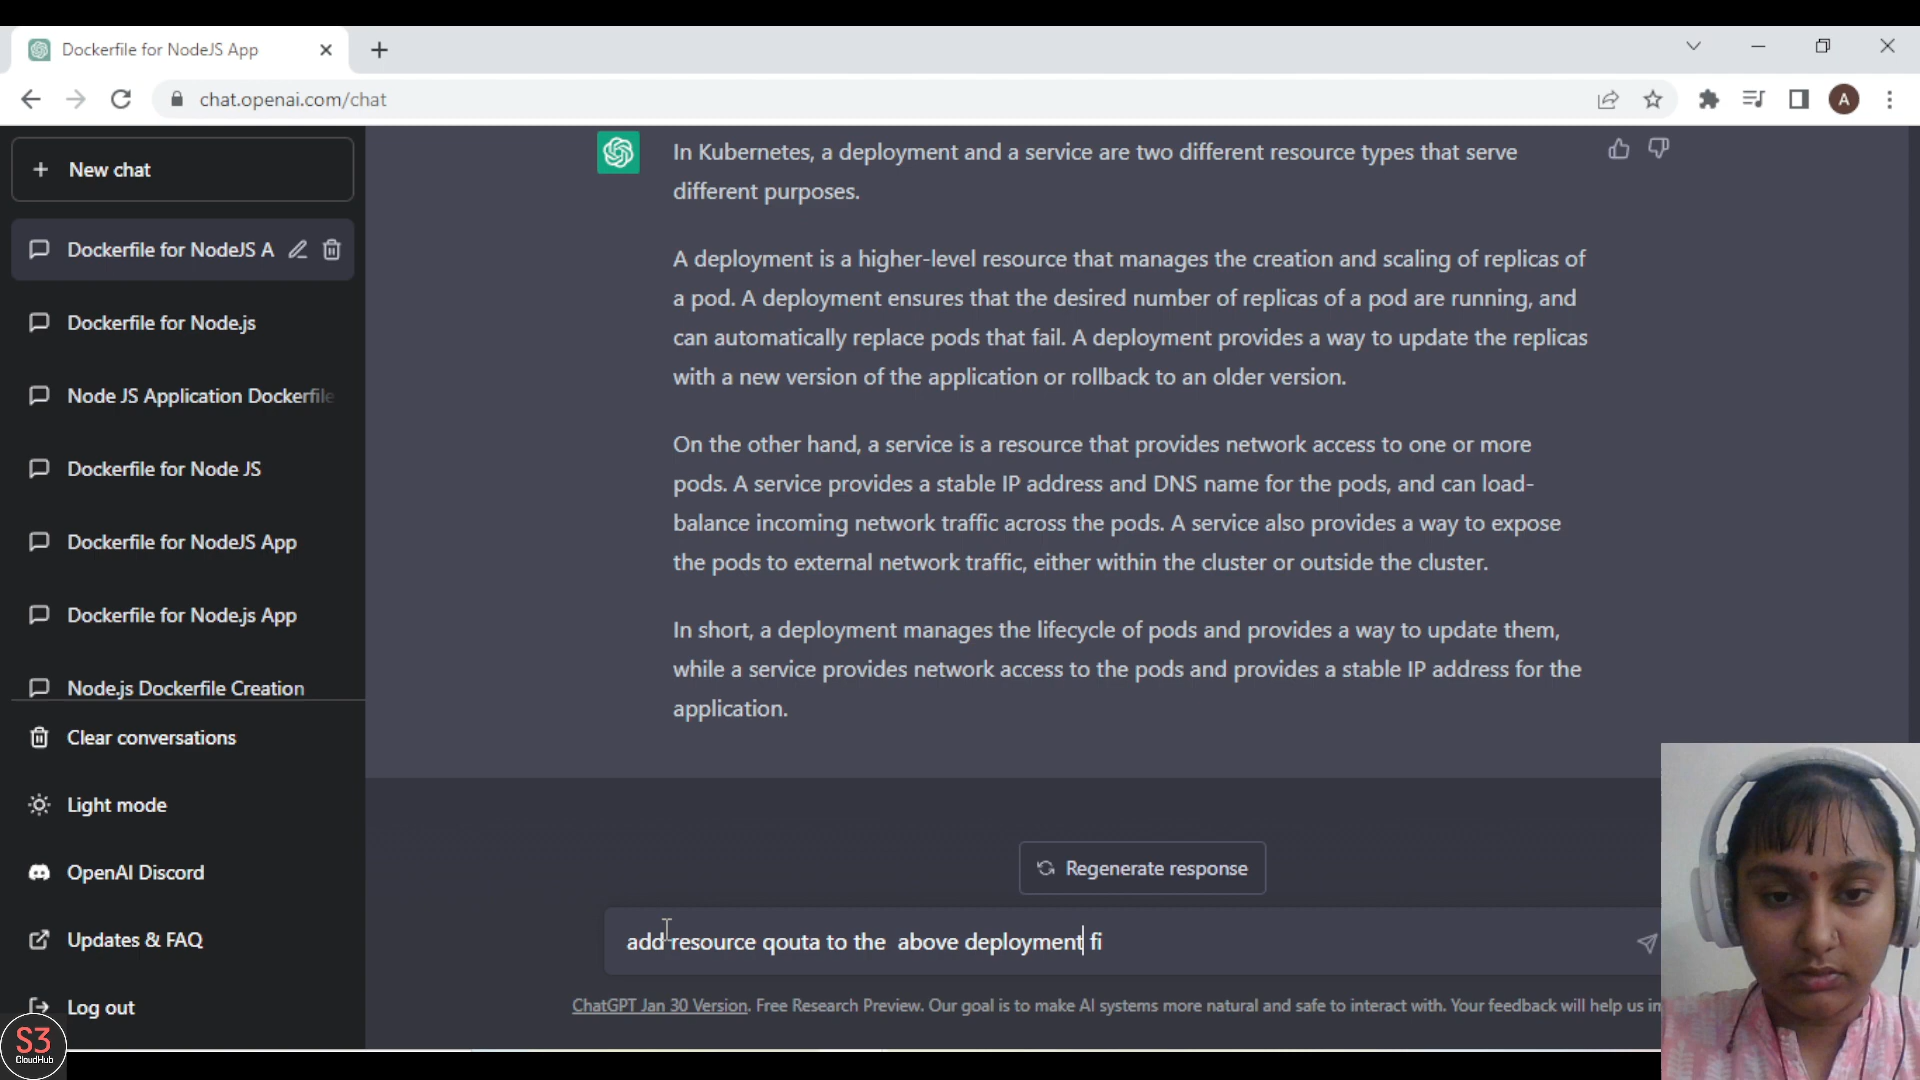 Dockerfile for NodeJS App
chat.openai.com/chat
A
New chat
Dockerfile for NodeJS A
Dockerfile for Node.js
Node JS Application Dockerfile
Dockerfile for Node JS
Dockerfile for NodeJS App
Dockerfile for Node.js App
Node.js Dockerfile Creation
Clear conversations
Light mode
OpenAI Discord
Updates & FAQ
Log out
S3
CloudHub
In Kubernetes, a deployment and a service are two different resource types that serve
different purposes.
A deployment is a higher-level resource that manages the creation and scaling of replicas of
a pod. A deployment ensures that the desired number of replicas of a pod are running, and
can automatically replace pods that fail. A deployment provides a way to update the replicas
with a new version of the application or rollback to an older version.
On the other hand, a service is a resource that provides network access to one or more
pods. A service provides a stable IP address and DNS name for the pods, and can load-
balance incoming network traffic across the pods. A service also provides a way to expose
the pods to external network traffic, either within the cluster or outside the cluster.
In short, a deployment manages the lifecycle of pods and provides a way to update them,
while a service provides network access to the pods and provides a stable IP address for the
application.
Regenerate response
add resource qouta to the  above deployment fi
ChatGPT Jan 30 Version. Free Research Preview. Our goal is to make AI systems more natural and safe to interact with. Your feedback will help us im